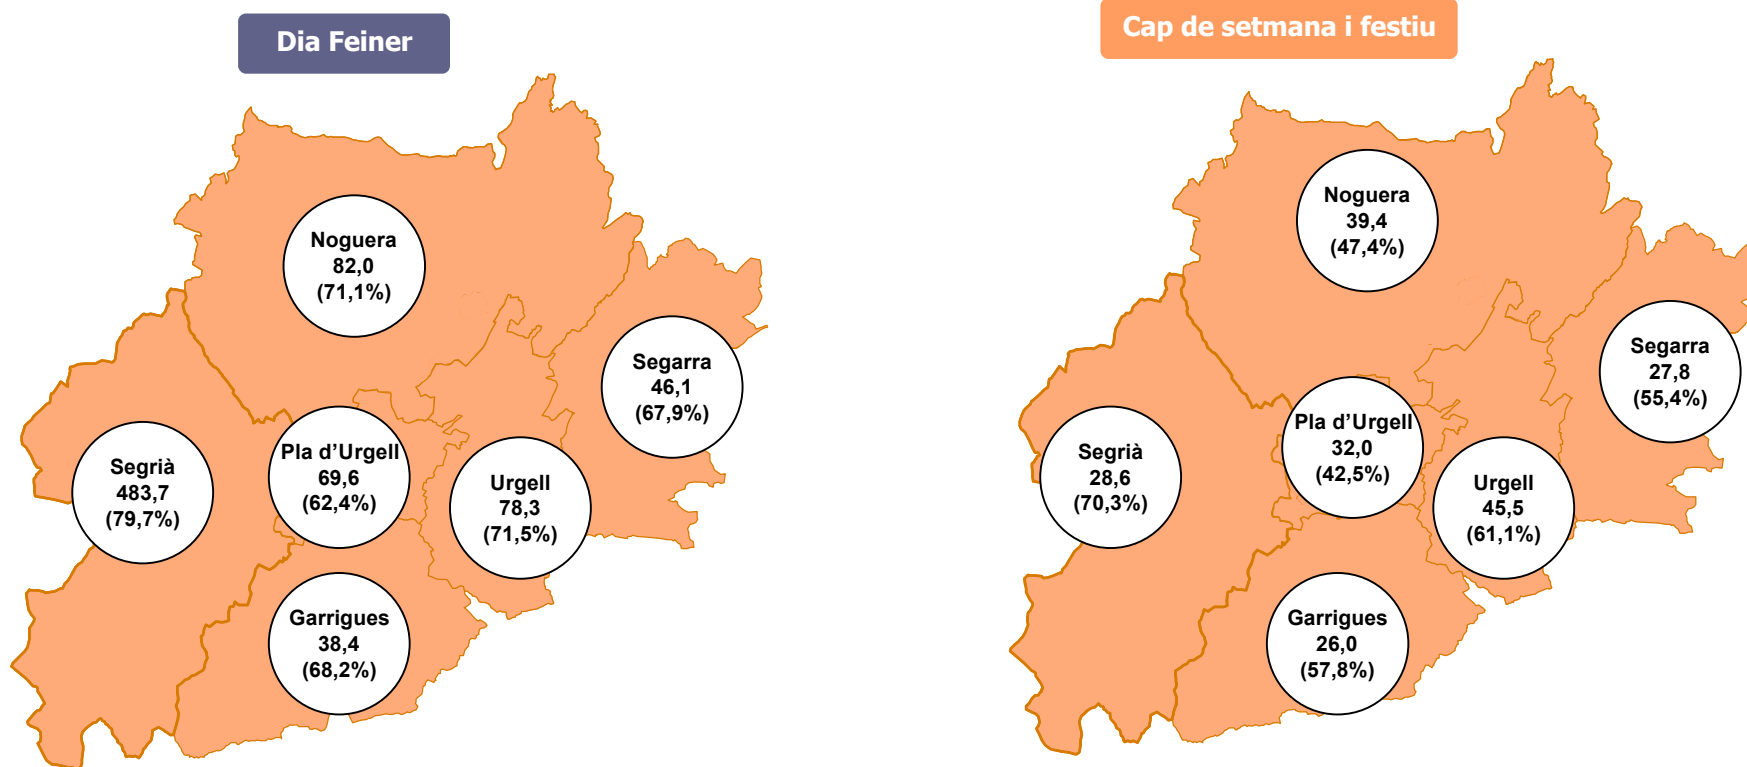 Dia Feiner
Noguera
82,0
(71,1%)
Segarra
46,1
(67,9%)
Segrià
483,7
(79,7%)
Pla d’Urgell
69,6
(62,4%)
Urgell
78,3
(71,5%)
Garrigues
38,4
(68,2%)
Cap de setmana i festiu
Noguera
39,4
(47,4%)
Segarra
27,8
(55,4%)
Segrià
28,6
(70,3%)
Pla d’Urgell
32,0
(42,5%)
Urgell
45,5
(61,1%)
Garrigues
26,0
(57,8%)